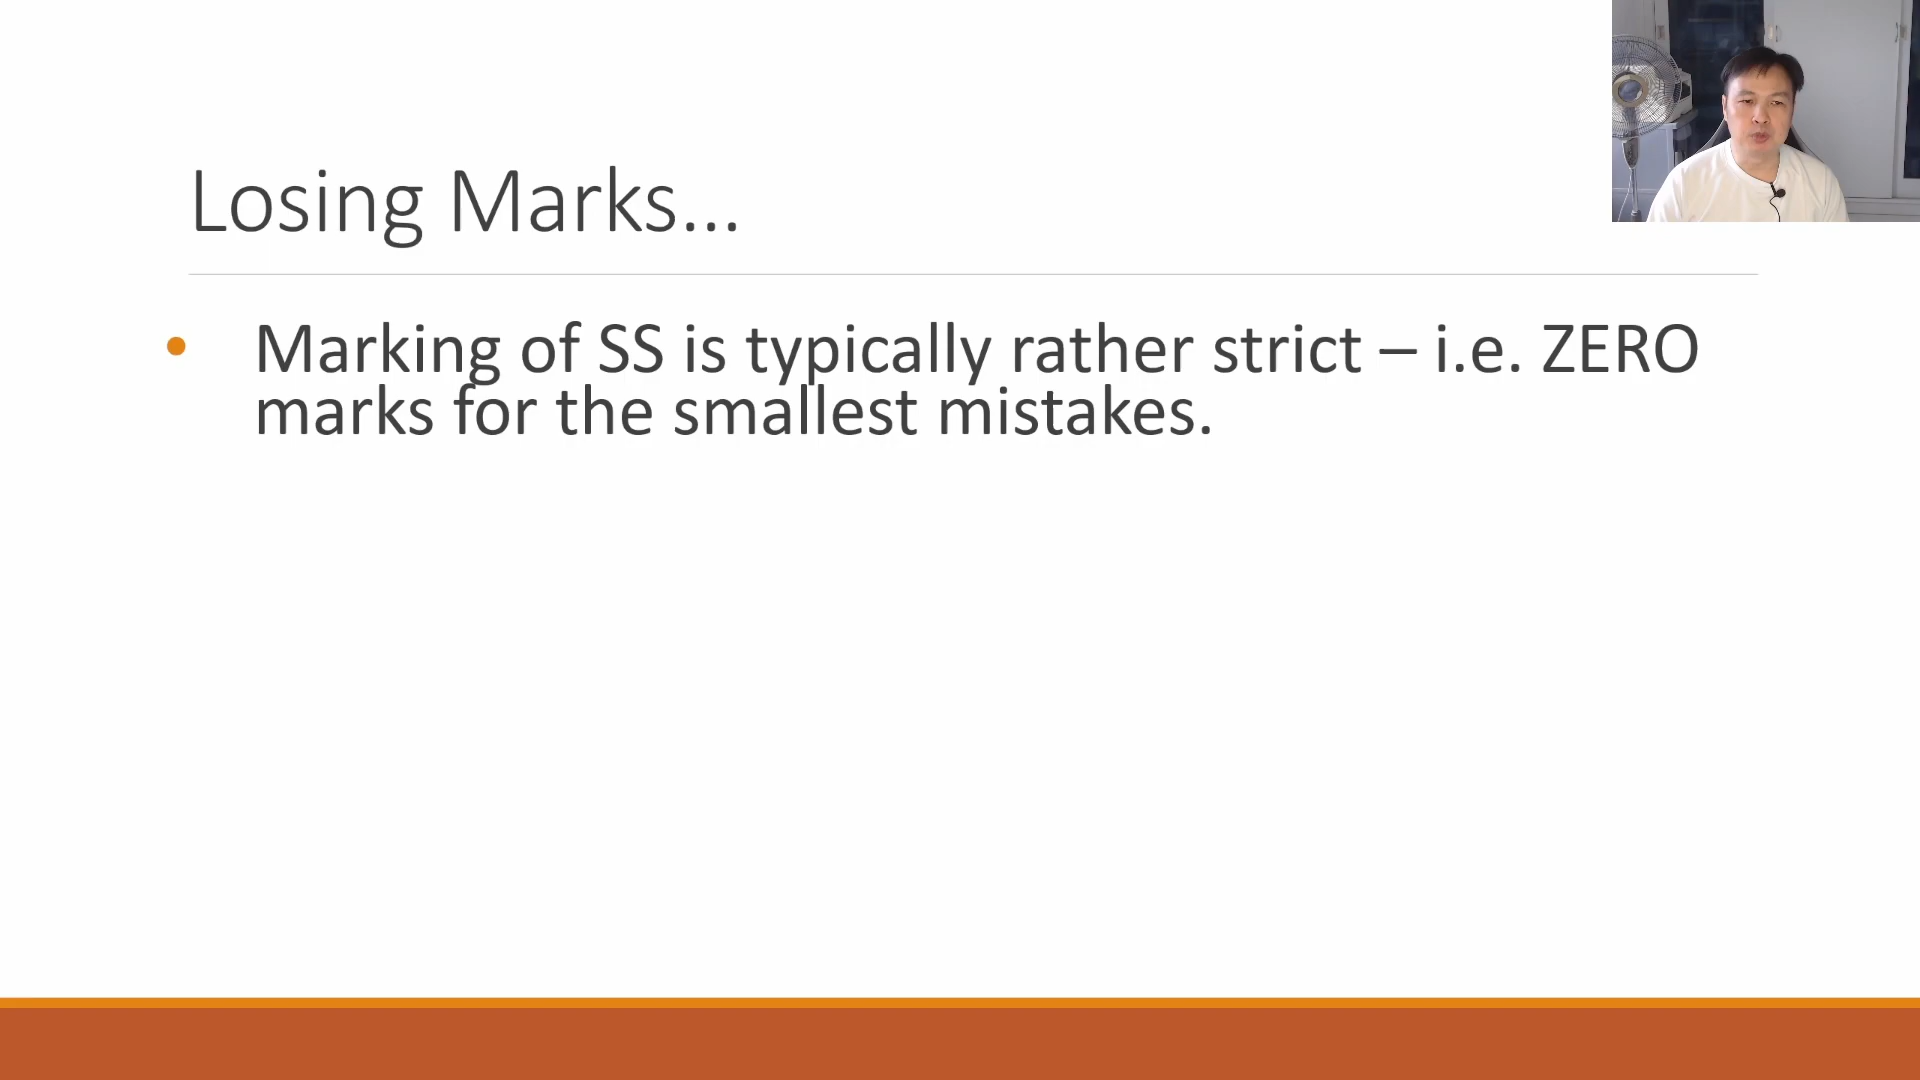 Losing Marks...
• Marking of SS is typically rather strict – i.e. ZERO
marks for the smallest mistakes.